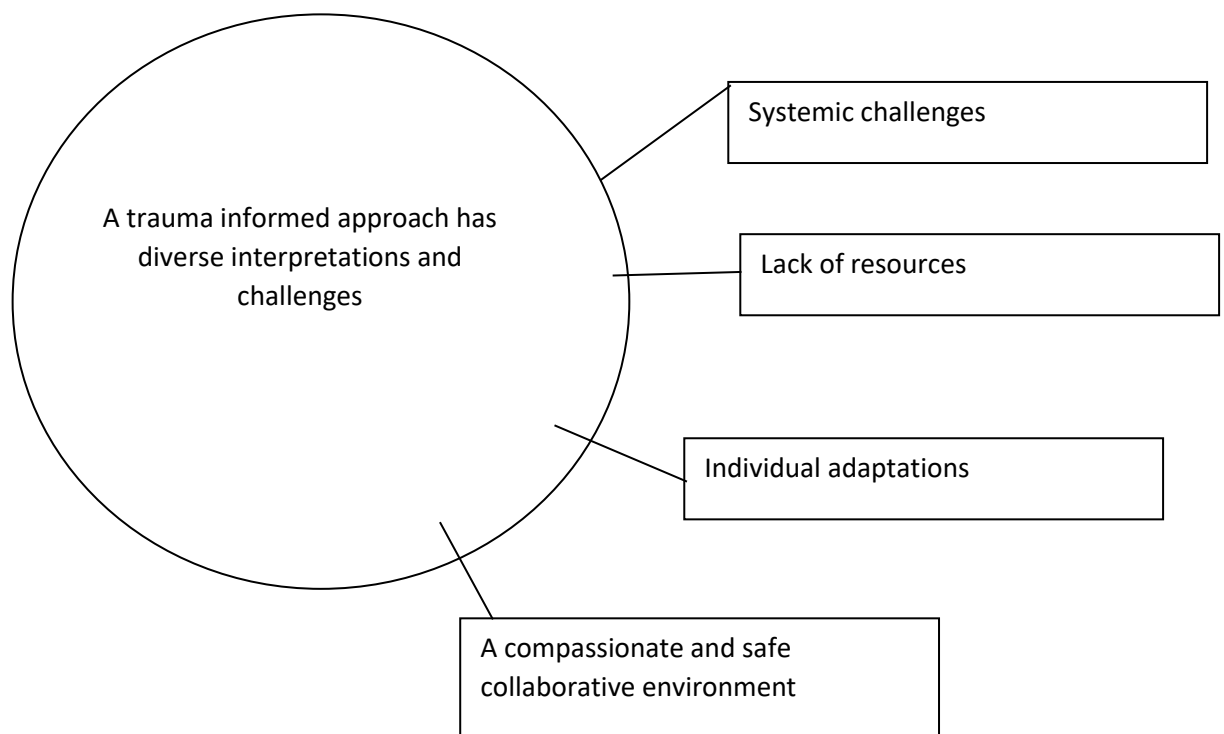 A trauma informed approach has
diverse interpretations and
challenges
Systemic challenges
Lack of resources
Individual adaptations
A compassionate and safe
collaborative environment